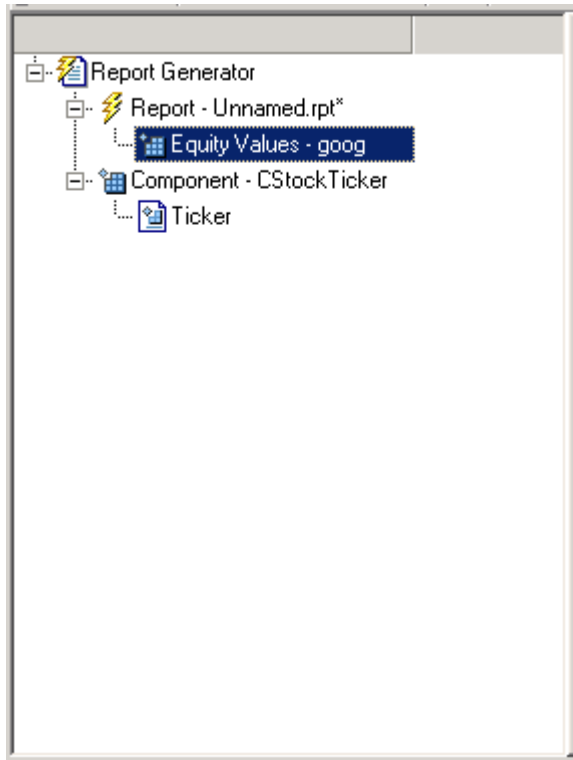 Report Generator
Report - Unnamed.rpt*
Equity Values - goog
Component - CStockTicker
Ticker